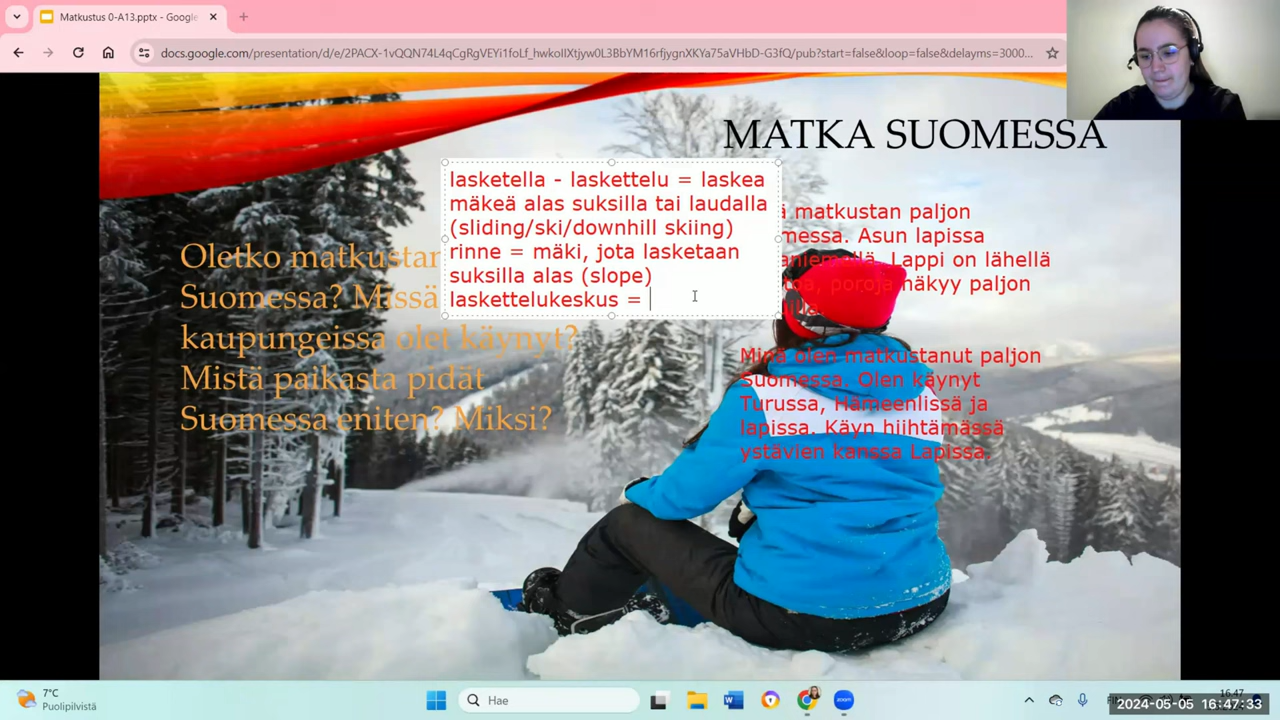 Matkustus 0-A13.pptx - Google
docs.google.com/presentation/d/e/2PACX-1vQQN74L4qCgRgVEYi1foLf_hwkoIIXtjyw0L3BbYM16rfjygnXKYa75aVHbD-G3fQ/pub?start=false&loop=false&delayms=3000...
MATKA SUOMESSA
lasketella - laskettelu = laskea
mäkeä alas suksilla tai laudalla
(sliding/ski/downhill skiing)
rinne = mäki, jota lasketaan
suksilla alas (slope)
laskettelukeskus =
Oletko matkustan
Suomessa? Missä
kaupungeissa olet käynyt?
Mistä paikasta pidät
Suomessa eniten? Miksi?
matkustan paljon
Asun lapissa
Lappi on lähellä
poroja näkyy paljon
Minä olen matkustanut paljon
Suomessa. Olen käynyt
Turussa, Hämeenlissä ja
lapissa. Käyn hiihtämässä
ystävien kanssa Lapissa.
7°C
Puolipilvistä
Hae
16.47
2024-05-05 16:47:33